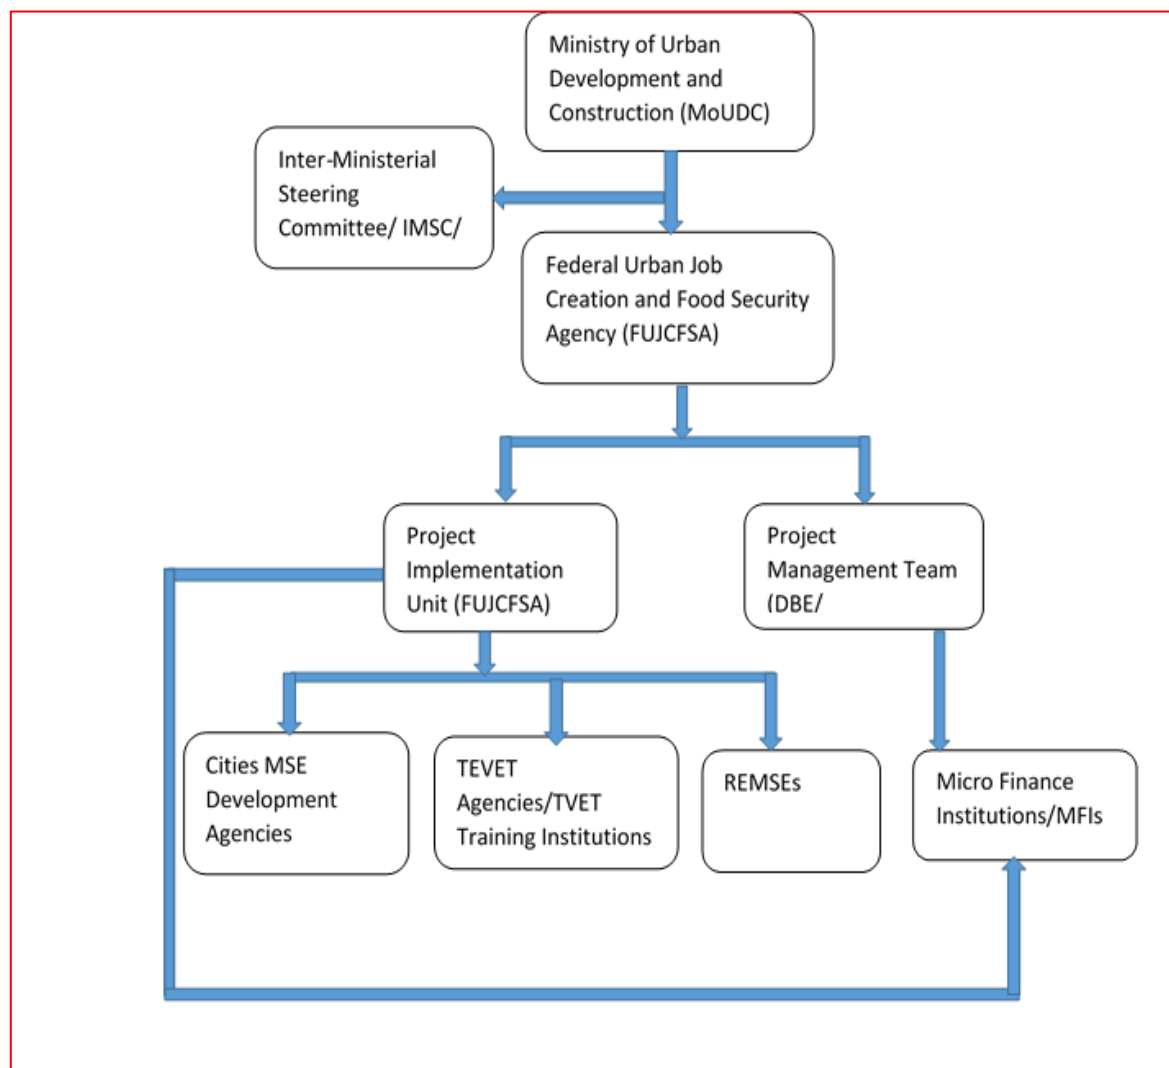 Ministry of Urban
Development and
Construction (MoUDC)
Inter-Ministerial
Steering
Committee/ IMSC/
Federal Urban Job
Creation and Food Security
Agency (FUJCFSA)
Project
Implementation
Unit (FUJCFSA)
Project
Management Team
(DBE/
Cities MSE
Development
Agencies
TEVET
Agencies/TVET
Training Institutions
REMSEs
Micro Finance
Institutions/MFIs